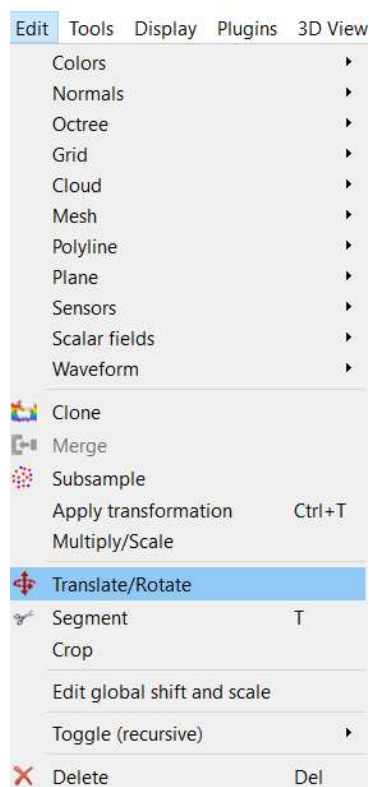 Edit Tools Display Plugins 3D View
Colors
Normals
Octree
Grid
Cloud
Mesh
Polyline
Plane
Sensors
Scalar fields
Waveform
Clone
Merge
Subsample
Apply transformation Ctrl+T
Multiply/Scale
Translate/Rotate
Segment T
Crop
Edit global shift and scale
Toggle (recursive)
Delete Del